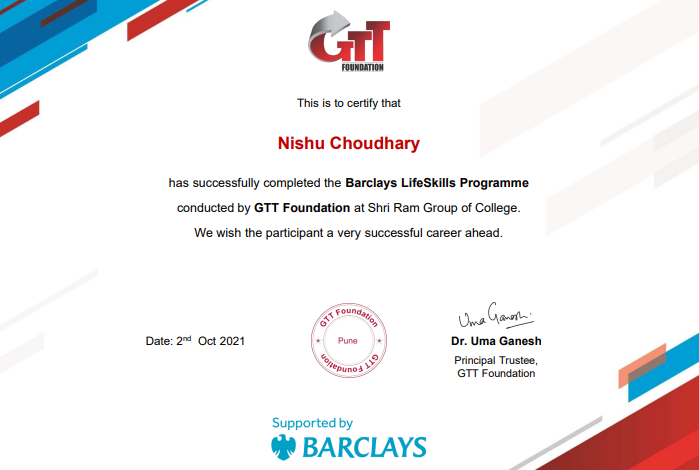 GTT
FOUNDATION
This is to certify that
Nishu Choudhary
has successfully completed the Barclays LifeSkills Programme
conducted by GTT Foundation at Shri Ram Group of College.
We wish the participant a very successful career ahead.
Date: 2nd Oct 2021
GTT Foundation
Pune
GTT Foundation
Uma Ganesh
Dr. Uma Ganesh
Principal Trustee,
GTT Foundation
Supported by
BARCLAYS